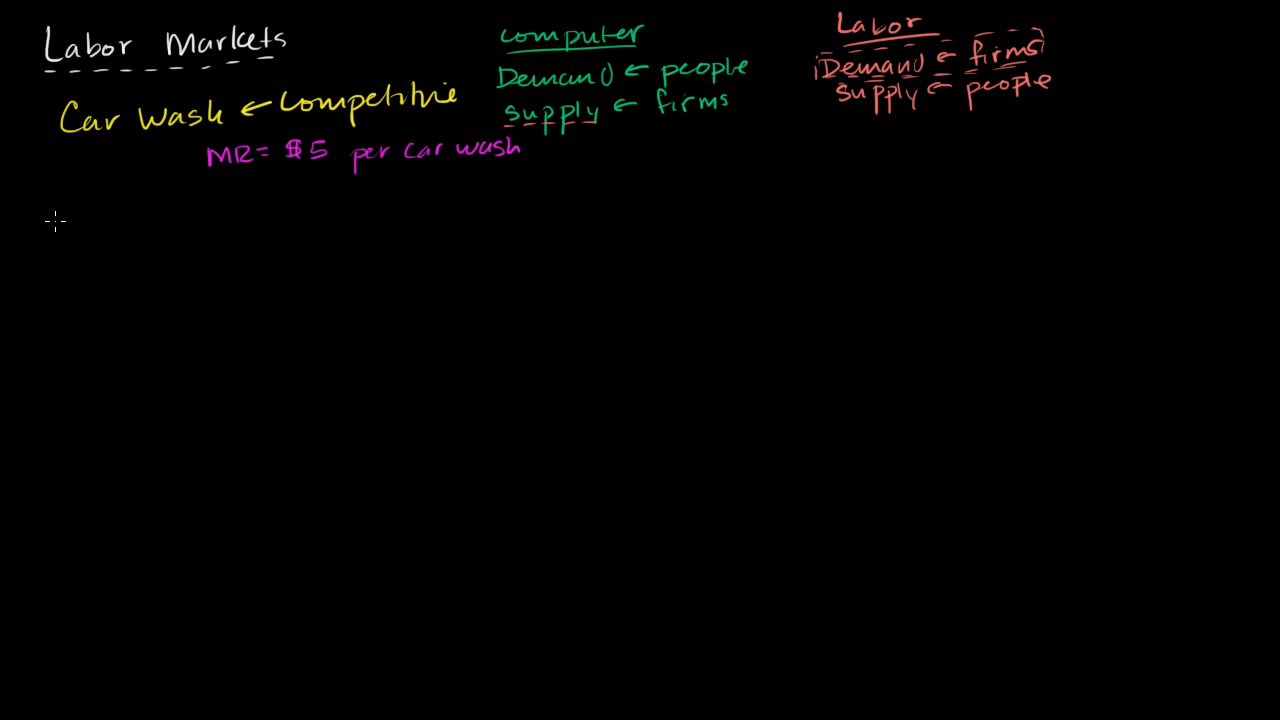 Labor Markets
Car Wash ← Competitive
MR= $5 per car wash
computer
Demand ← people
supply ← firms
Labor
Demand ← firms
supply ← people